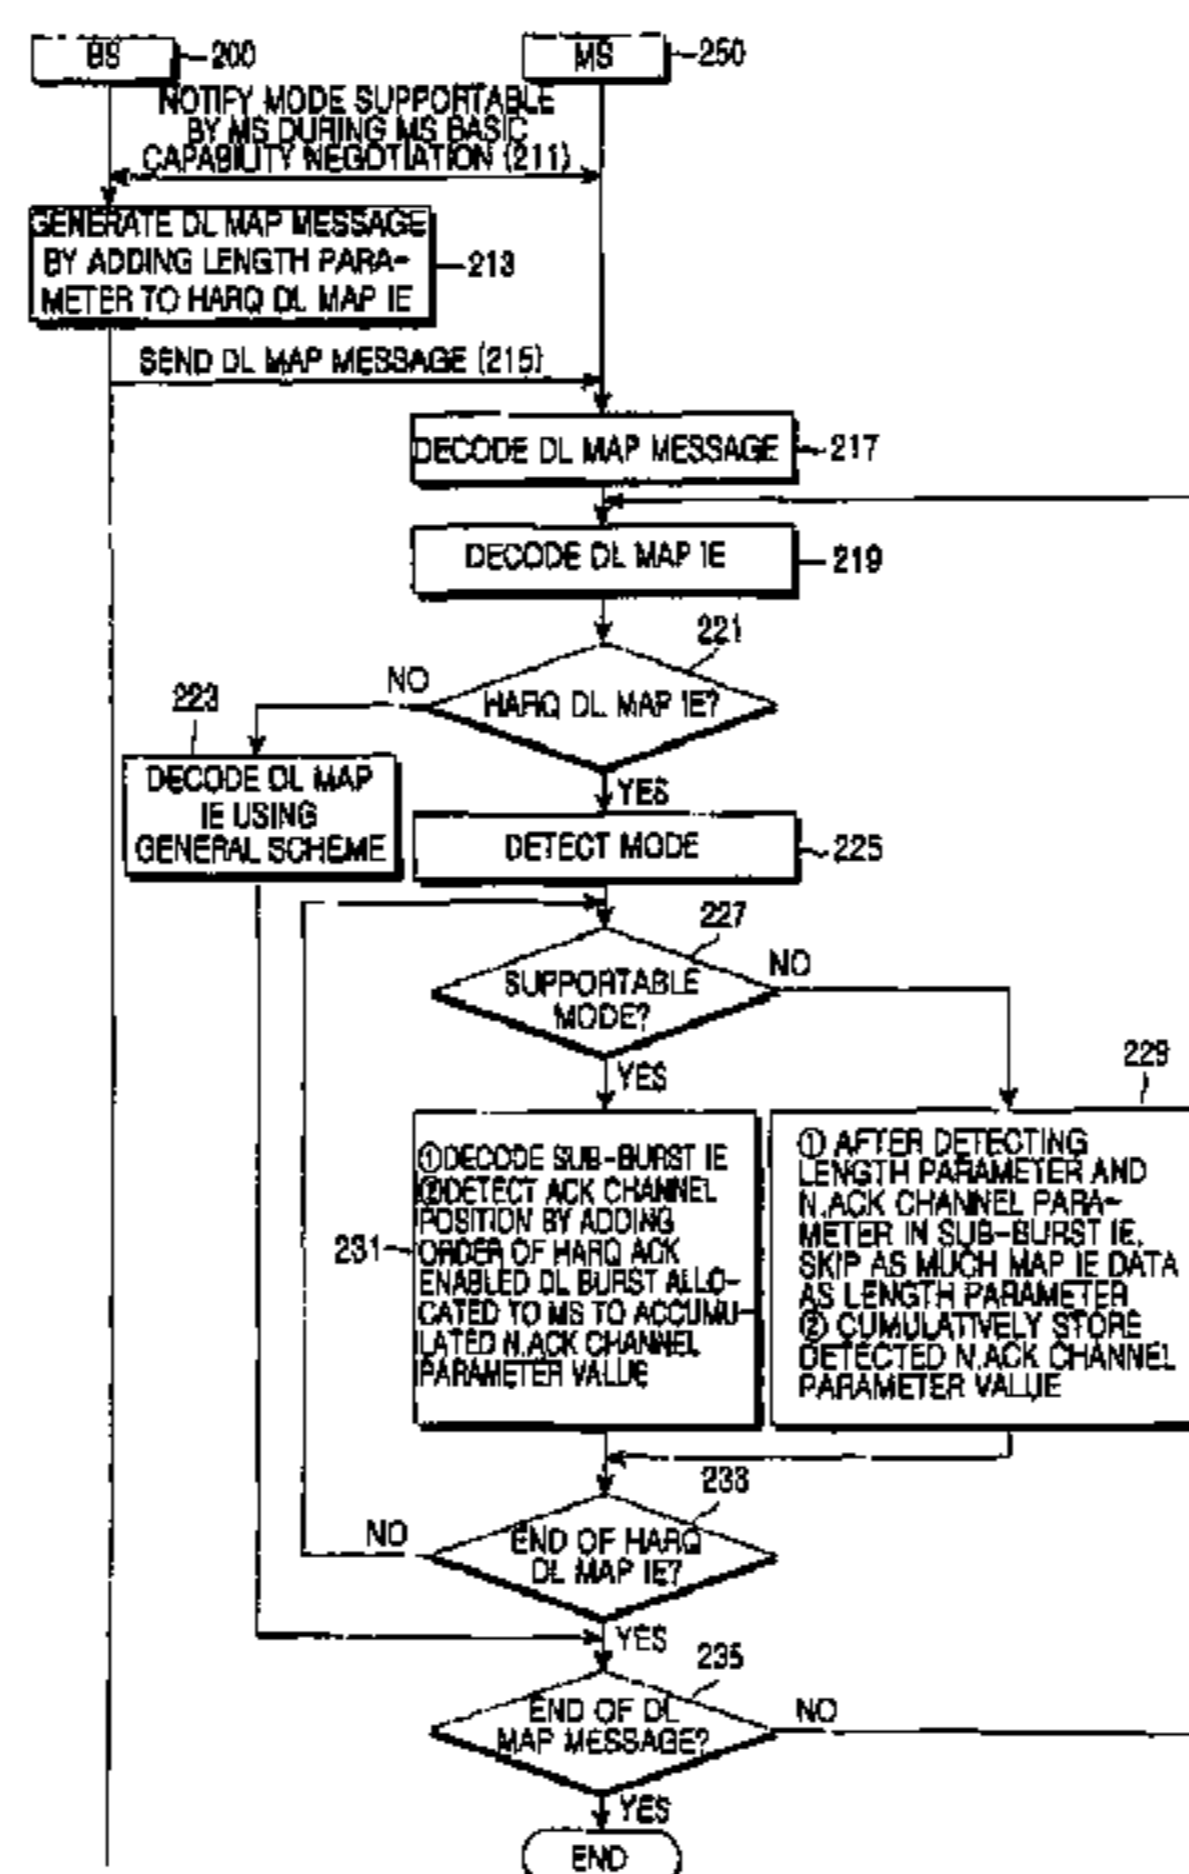 BS
200
MS
250
NOTIFY MODE SUPPORTABLE
BY MS DURING MS BASIC
CAPABILITY NEGOTIATION (211)
GENERATE DL MAP MESSAGE
BY ADDING LENGTH PARA-
METER TO HARQ DL MAP IE
213
SEND DL MAP MESSAGE (215)
DECODE DL MAP MESSAGE
217
DECODE DL MAP IE
219
221
HARQ DL MAP IE?
NO
YES
223
DECODE DL MAP
IE USING
GENERAL SCHEME
DETECT MODE
225
227
SUPPORTABLE
MODE?
NO
YES
229
① AFTER DETECTING
LENGTH PARAMETER AND
N.ACK CHANNEL PARA-
METER IN SUB-BURST IE,
SKIP AS MUCH MAP IE DATA
AS LENGTH PARAMETER
② CUMULATIVELY STORE
DETECTED N.ACK CHANNEL
PARAMETER VALUE
231
①DECODE SUB-BURST IE
②DETECT ACK CHANNEL
POSITION BY ADDING
ORDER OF HARQ ACK
ENABLED DL BURST ALLO-
CATED TO MS TO ACCUMU-
LATED N.ACK CHANNEL
PARAMETER VALUE
233
END OF HARQ
DL MAP IE?
NO
YES
235
END OF DL
MAP MESSAGE?
NO
YES
END